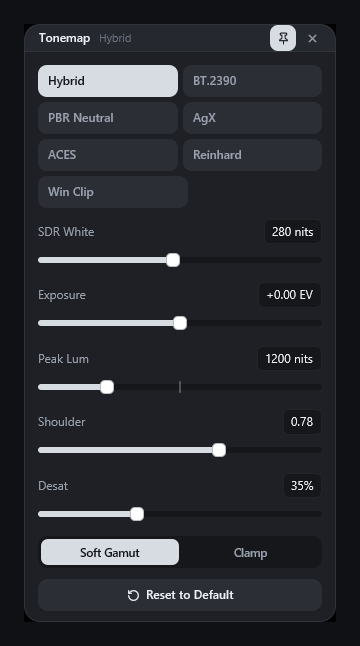 Tonemap Hybrid
Hybrid BT.2390
PBR Neutral AgX
ACES Reinhard
Win Clip
SDR White 280 nits
Exposure +0.00 EV
Peak Lum 1200 nits
Shoulder 0.78
Desat 35%
Soft Gamut Clamp
Reset to Default